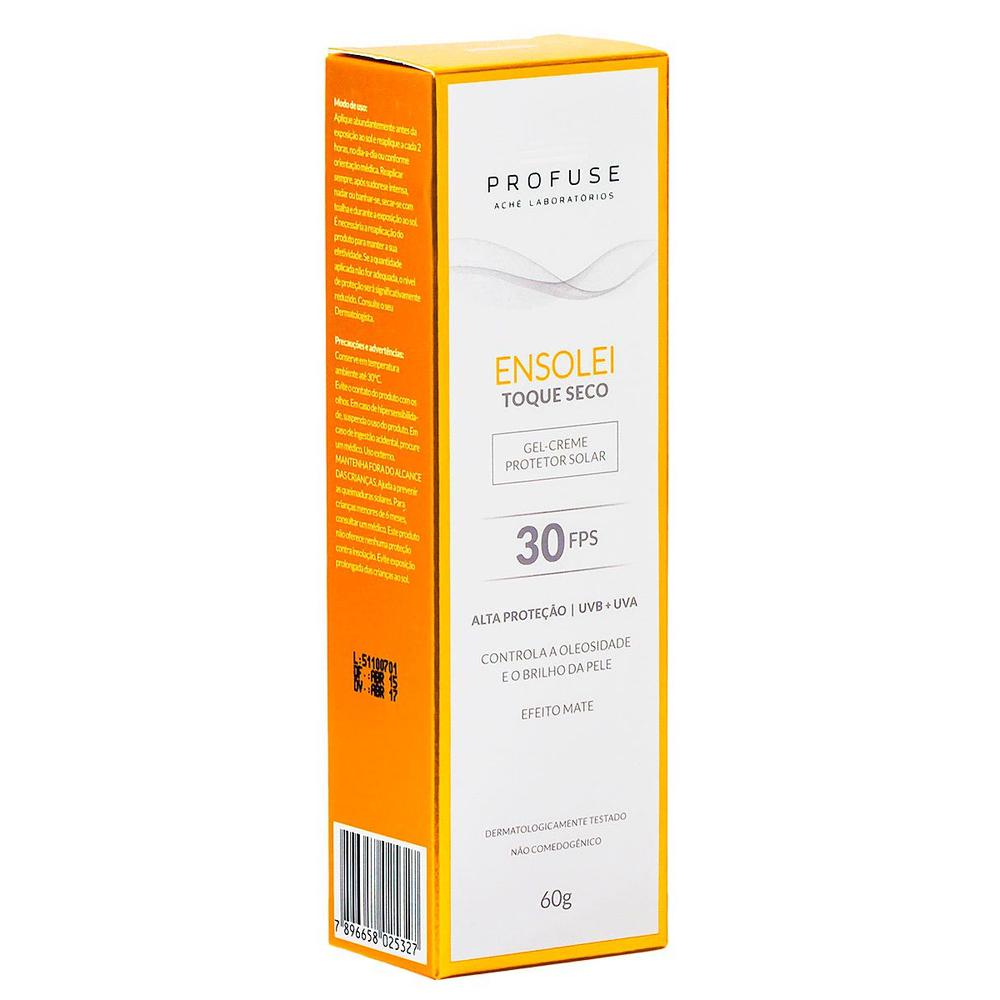 Modo de uso:
Aplique abundantemente antes da
exposição ao sol e reaplique a cada 2
horas, no dia-a-dia ou conforme
orientação médica. Reaplicar
sempre, após sudorese intensa,
nadar ou banhar-se, secar-se com
toalha e durante a exposição ao sol.
É necessária a reaplicação do
produto para manter a sua
efetividade. Se a quantidade
aplicada não for adequada, o nível
de proteção será significativamente
reduzido. Consulte o seu
Dermatologista.
Precauções e advertências:
Conserve em temperatura
ambiente até 30°C.
Evite o contato do produto com os
olhos. Em caso de hipersensibilida-
de, suspenda o uso do produto. Em
caso de ingestão acidental, procure
um médico. Uso externo.
MANTENHA FORA DO ALCANCE
DAS CRIANÇAS. Ajuda a prevenir
as queimaduras solares. Para
crianças menores de 6 meses,
consultar um médico. Este produto
não oferece nenhuma proteção
contra insolação. Evite exposição
prolongada das crianças ao sol.
L:51100701
PF.:ABR 15
DV.:ABR 17
7 896658 025327
PROFUSE
ACHÉ LABORATÓRIOS
ENSOLEI
TOQUE SECO
GEL-CREME
PROTETOR SOLAR
30 FPS
ALTA PROTEÇÃO | UVB + UVA
CONTROLA A OLEOSIDADE
E O BRILHO DA PELE
EFEITO MATE
DERMATOLOGICAMENTE TESTADO
NÃO COMEDOGÊNICO
60g